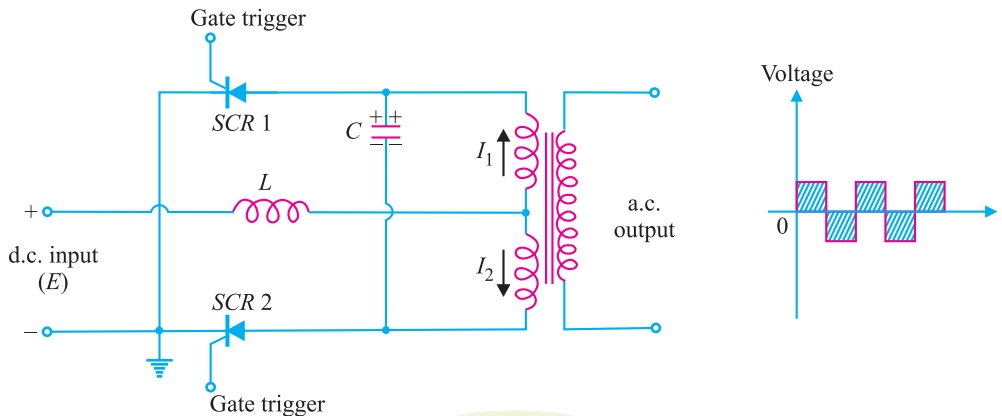 Gate trigger
Voltage
SCR 1
C
+ +
– –
I₁
L
+
a.c.
output
0
d.c. input
(E)
I₂
SCR 2
–
Gate trigger